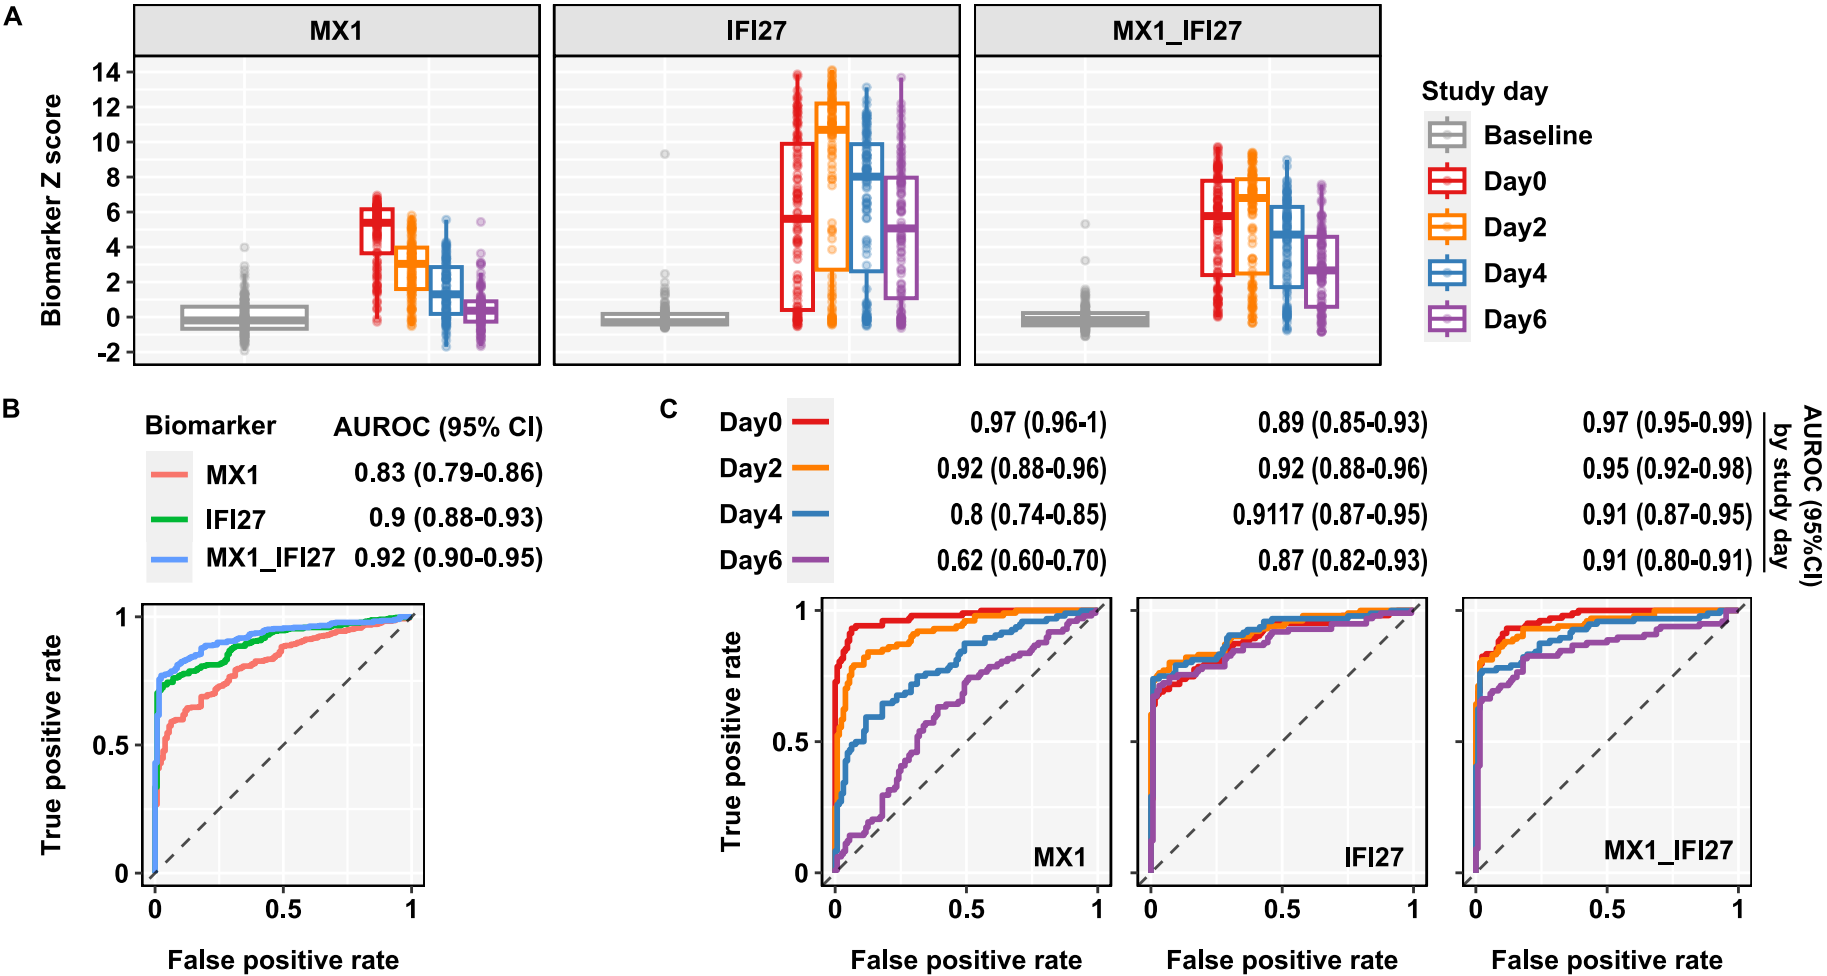 A
MX1
IFI27
MX1_IFI27
Biomarker Z score
14
12
10
8
6
4
2
0
-2
Study day
Baseline
Day0
Day2
Day4
Day6
B
Biomarker AUROC (95% CI)
MX1 0.83 (0.79-0.86)
IFI27 0.9 (0.88-0.93)
MX1_IFI27 0.92 (0.90-0.95)
True positive rate
1
0.5
0
0 0.5 1
False positive rate
C
Day0 0.97 (0.96-1) 0.89 (0.85-0.93) 0.97 (0.95-0.99)
Day2 0.92 (0.88-0.96) 0.92 (0.88-0.96) 0.95 (0.92-0.98)
Day4 0.8 (0.74-0.85) 0.9117 (0.87-0.95) 0.91 (0.87-0.95)
Day6 0.62 (0.60-0.70) 0.87 (0.82-0.93) 0.91 (0.80-0.91)
AUROC (95%CI)
by study day
True positive rate
1
0.5
0
MX1
IFI27
MX1_IFI27
0 0.5 1
0 0.5 1
0 0.5 1
False positive rate
False positive rate
False positive rate